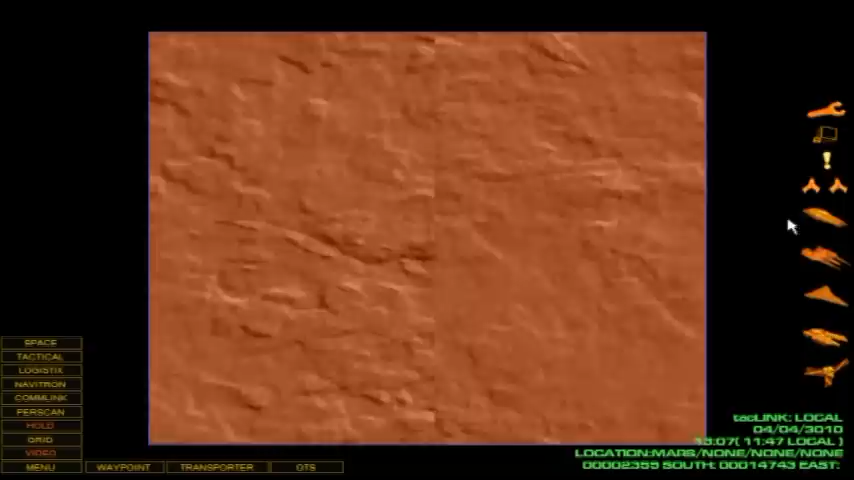 SPACE
TACTICAL
LOGISTIX
NAVITRON
COMMLINK
PERSCAN
HOLD
GRID
VIDEO
MENU
WAYPOINT
TRANSPORTER
OTS
tacLINK: LOCAL
04/04/3010
13:07( 11:47 LOCAL )
LOCATION:MARS/NONE/NONE/NONE
00002355 SOUTH: 00014743 EAST: